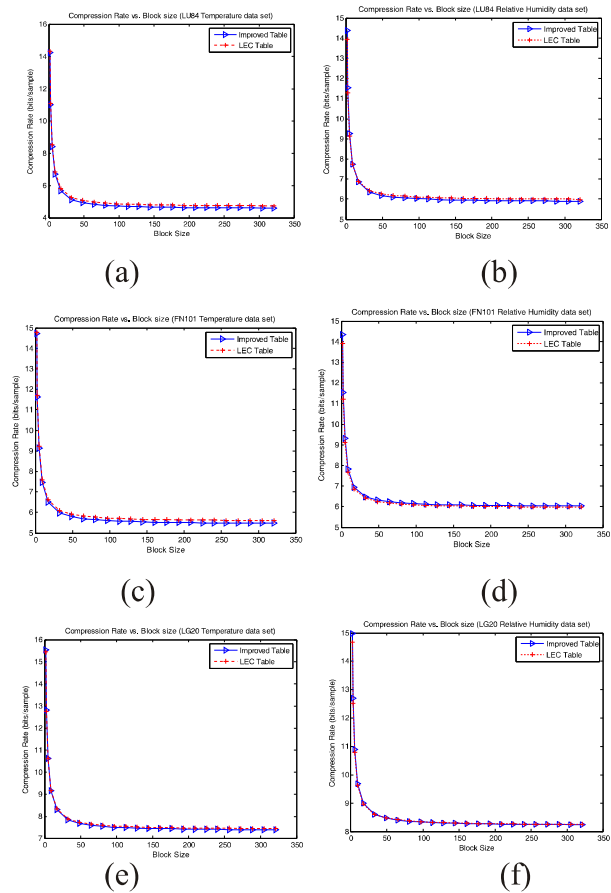 Compression Rate vs. Block size (LU84 Temperature data set)
16
14
12
10
8
6
4
0 50 100 150 200 250 300 350
Compression Rate (bits/sample)
Block Size
Improved Table
LEC Table
(a)
Compression Rate vs. Block size (LU84 Relative Humidity data set)
15
14
13
12
11
10
9
8
7
6
5
0 50 100 150 200 250 300 350
Compression Rate (bits/sample)
Block Size
Improved Table
LEC Table
(b)
Compression Rate vs. Block size (FN101 Temperature data set)
15
14
13
12
11
10
9
8
7
6
5
0 50 100 150 200 250 300 350
Compression Rate (bits/sample)
Block Size
Improved Table
LEC Table
(c)
Compression Rate vs. Block size (FN101 Relative Humidity data set)
15
14
13
12
11
10
9
8
7
6
5
0 50 100 150 200 250 300 350
Compression Rate (bits/sample)
Block Size
Improved Table
LEC Table
(d)
Compression Rate vs. Block size (LG20 Temperature data set)
16
15
14
13
12
11
10
9
8
7
0 50 100 150 200 250 300 350
Compression Rate (bits/sample)
Block Size
Improved Table
LEC Table
(e)
Compression Rate vs. Block size (LG20 Relative Humidity data set)
15
14
13
12
11
10
9
8
0 50 100 150 200 250 300 350
Compression Rate (bits/sample)
Block Size
Improved Table
LEC Table
(f)